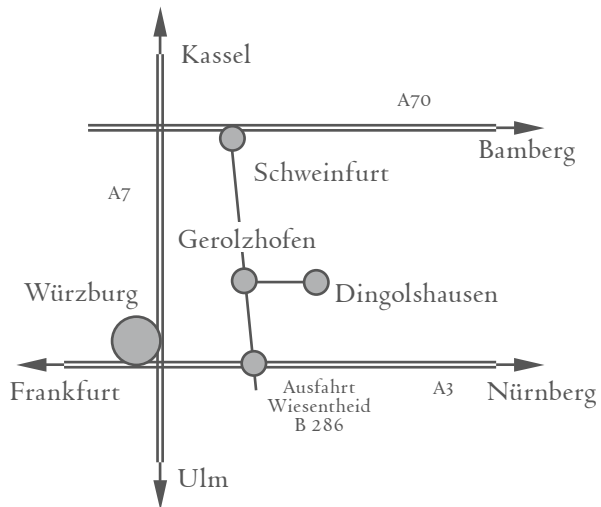 Kassel
A70
Bamberg
Schweinfurt
A7
Gerolzhofen
Würzburg
Dingolshausen
Frankfurt
Ausfahrt
Wiesentheid
B 286
A3
Nürnberg
Ulm